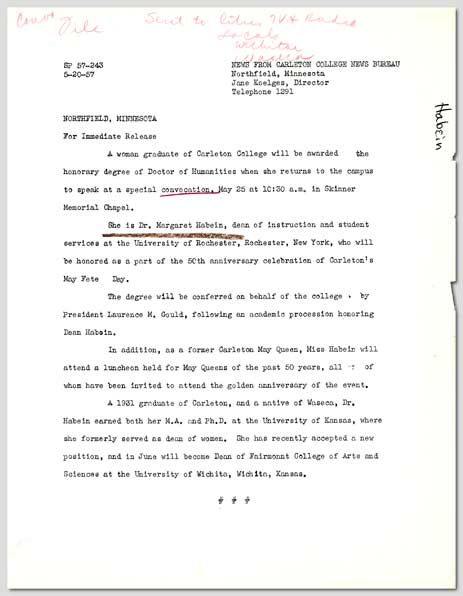 Conv. File
Sent to Cities TV & Radio
Locals
Wichita
Waseca
SP 57-243
5-20-57
NEWS FROM CARLETON COLLEGE NEWS BUREAU
Northfield, Minnesota
Jane Koelges, Director
Telephone 1291
Habein
NORTHFIELD, MINNESOTA
For Immediate Release
A woman graduate of Carleton College will be awarded the
honorary degree of Doctor of Humanities when she returns to the campus
to speak at a special convocation, May 25 at 10:30 a.m. in Skinner
Memorial Chapel.
She is Dr. Margaret Habein, dean of instruction and student
services at the University of Rochester, Rochester, New York, who will
be honored as a part of the 50th anniversary celebration of Carleton's
May Fete Day.
The degree will be conferred on behalf of the college , by
President Laurence M. Gould, following an academic procession honoring
Dean Habein.
In addition, as a former Carleton May Queen, Miss Habein will
attend a luncheon held for May Queens of the past 50 years, all of
whom have been invited to attend the golden anniversary of the event.
A 1931 graduate of Carleton, and a native of Waseca, Dr.
Habein earned both her M.A. and Ph.D. at the University of Kansas, where
she formerly served as dean of women. She has recently accepted a new
position, and in June will become Dean of Fairmount College of Arts and
Sciences at the University of Wichita, Wichita, Kansas.
# # #